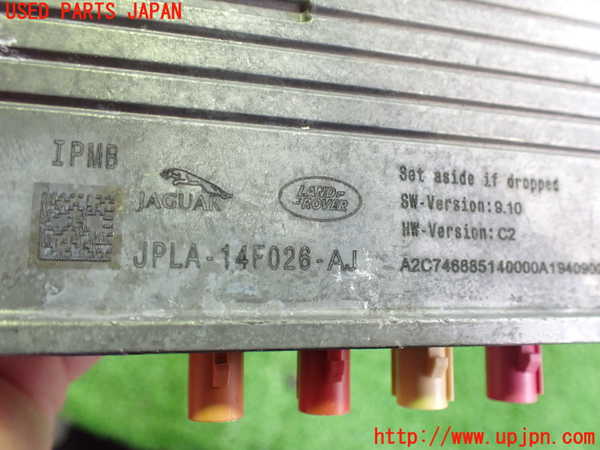 USED PARTS JAPAN
IPMB
JAGUAR
LAND-
ROVER
JPLA-14F026-AJ
Set aside if dropped
SW-Version:9.10
HW-Version:C2
A2C746885140000A1940900
http://www.upjpn.com